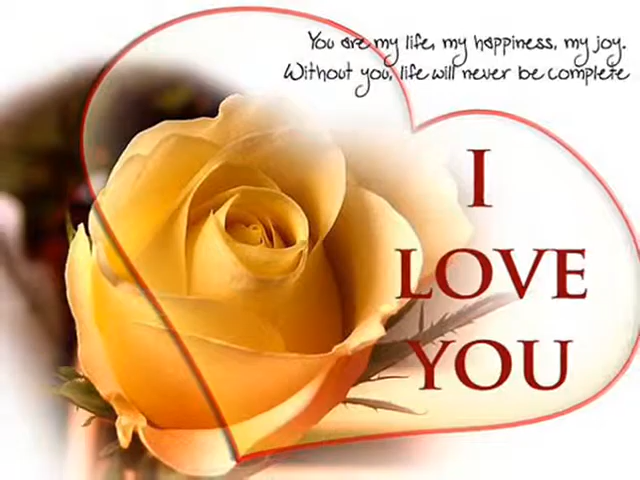 You are my life, my happiness, my joy.
Without you, life will never be complete
I
LOVE
YOU